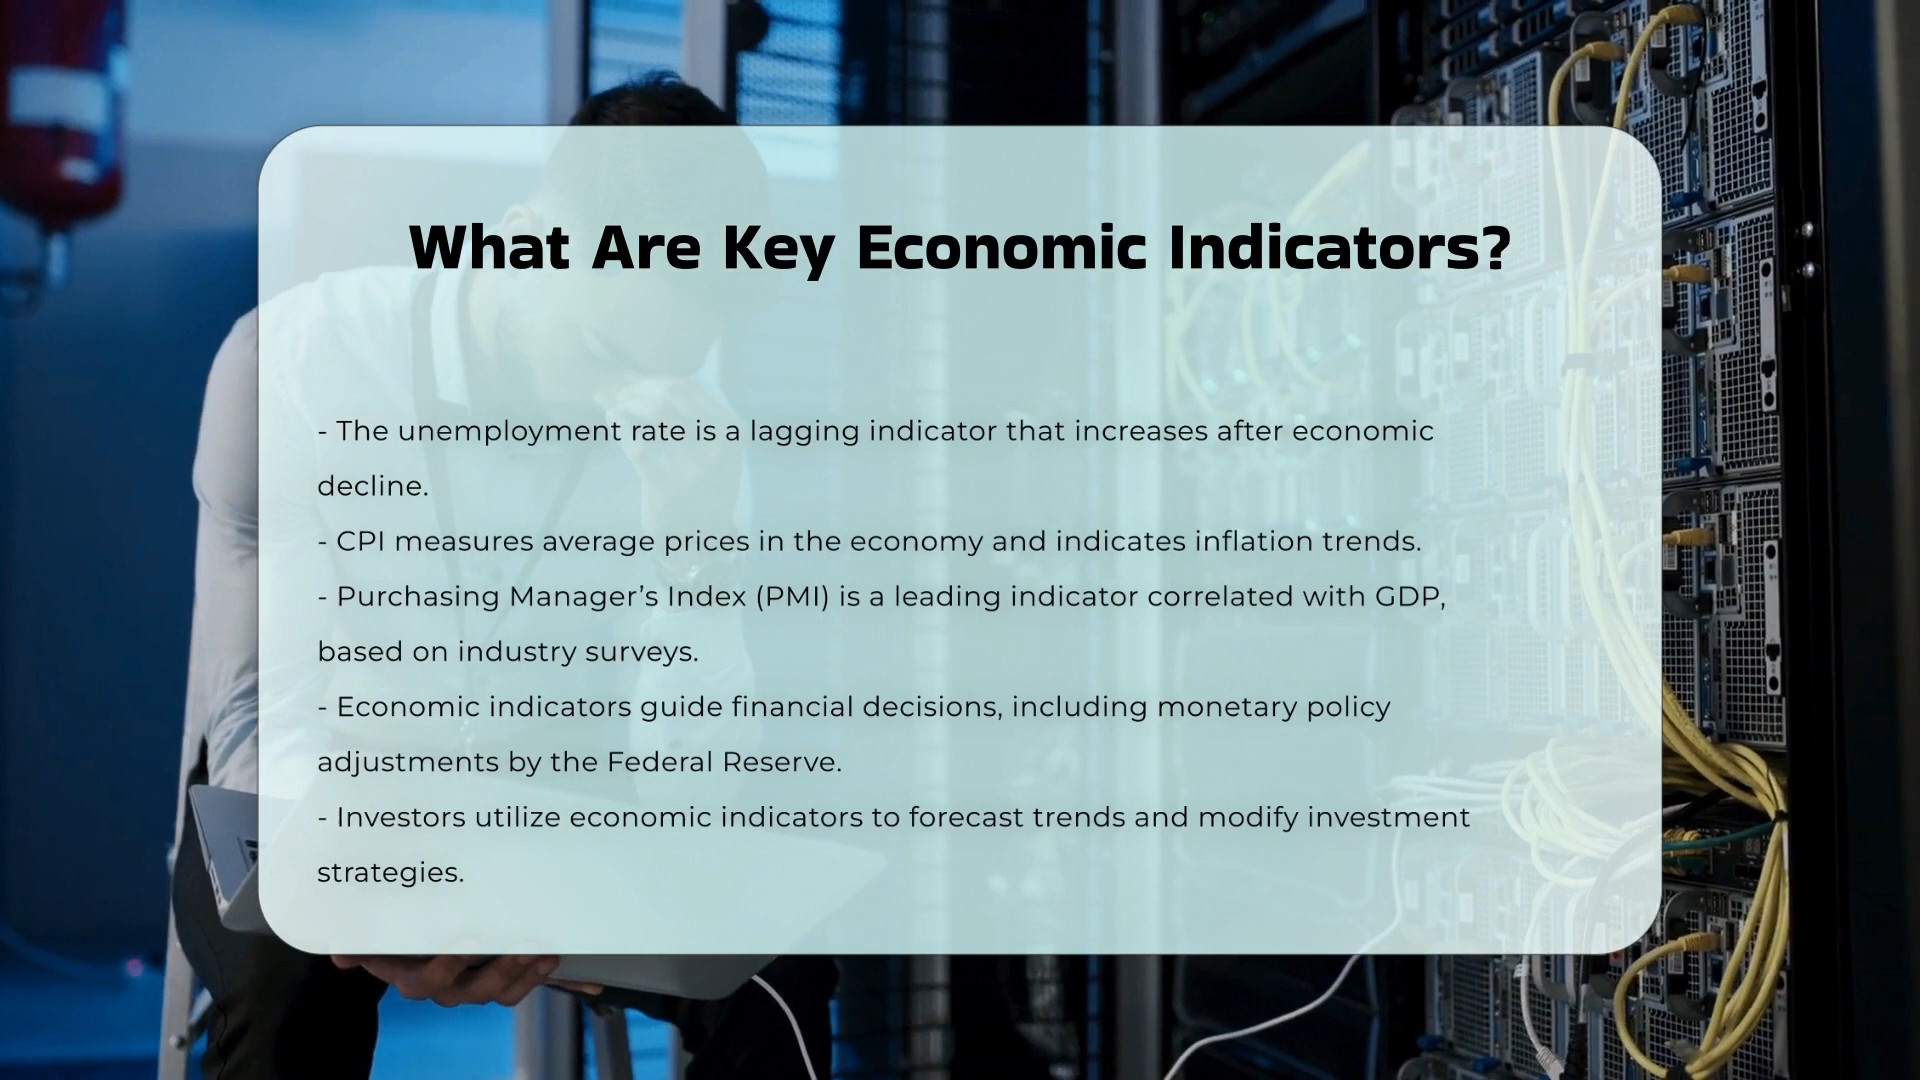 What Are Key Economic Indicators?
- The unemployment rate is a lagging indicator that increases after economic
decline.
- CPI measures average prices in the economy and indicates inflation trends.
- Purchasing Manager’s Index (PMI) is a leading indicator correlated with GDP,
based on industry surveys.
- Economic indicators guide financial decisions, including monetary policy
adjustments by the Federal Reserve.
- Investors utilize economic indicators to forecast trends and modify investment
strategies.